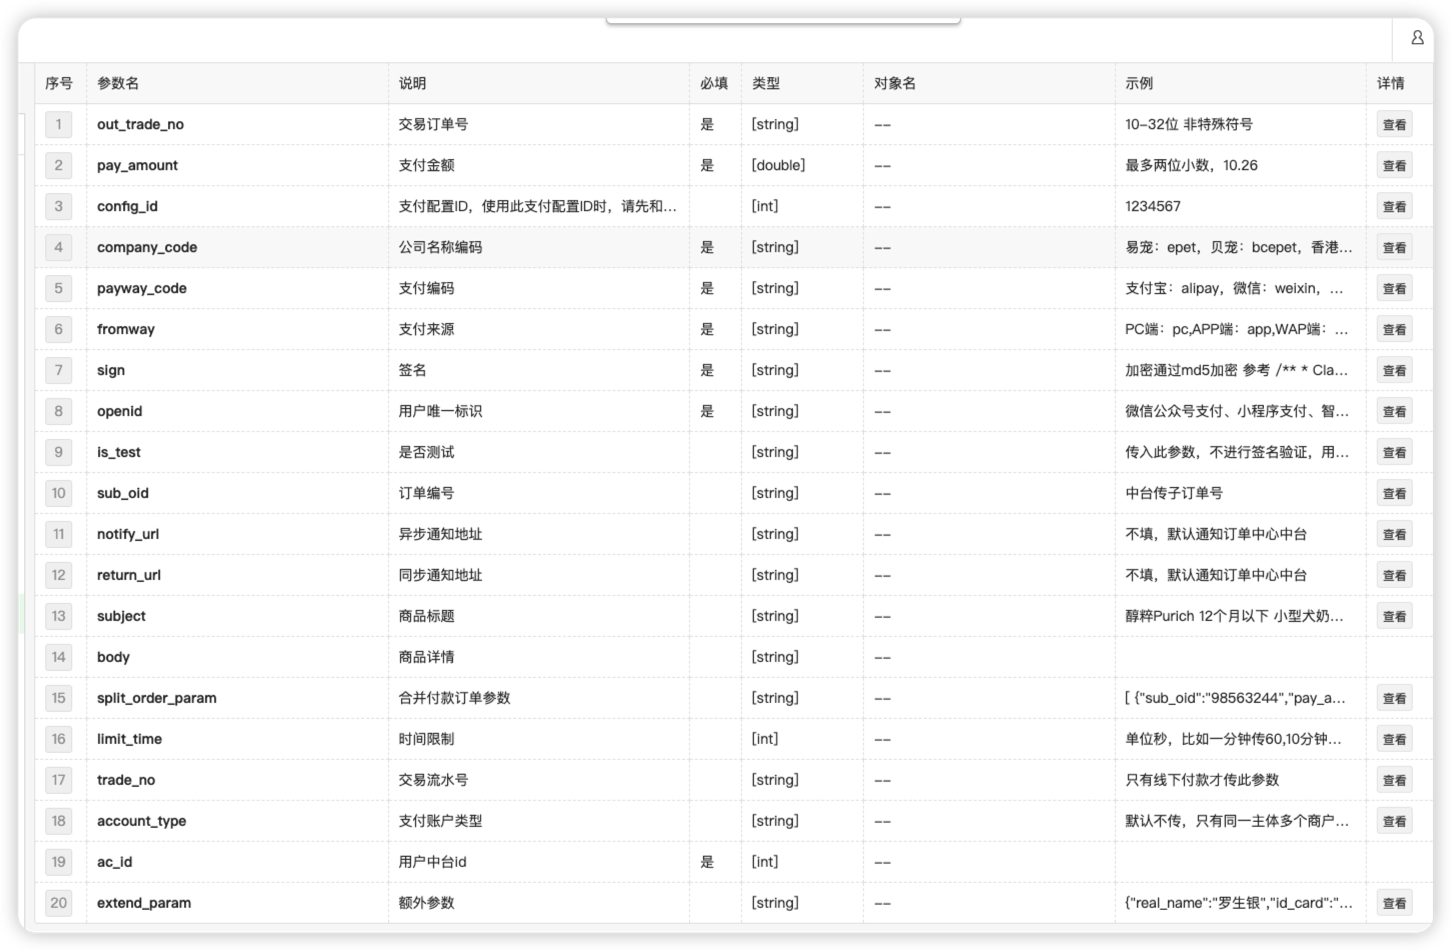 序号 参数名 说明 必填 类型 对象名 示例 详情
1 out_trade_no 交易订单号 是 [string] -- 10-32位 非特殊符号 查看
2 pay_amount 支付金额 是 [double] -- 最多两位小数，10.26 查看
3 config_id 支付配置ID，使用此支付配置ID时，请先和... [int] -- 1234567 查看
4 company_code 公司名称编码 是 [string] -- 易宠：epet，贝宠：bcepet，香港... 查看
5 payway_code 支付编码 是 [string] -- 支付宝：alipay，微信：weixin，... 查看
6 fromway 支付来源 是 [string] -- PC端：pc,APP端：app,WAP端：... 查看
7 sign 签名 是 [string] -- 加密通过md5加密 参考 /** * Cla... 查看
8 openid 用户唯一标识 是 [string] -- 微信公众号支付、小程序支付、智... 查看
9 is_test 是否测试 [string] -- 传入此参数，不进行签名验证，用... 查看
10 sub_oid 订单编号 [string] -- 中台传子订单号 查看
11 notify_url 异步通知地址 [string] -- 不填，默认通知订单中心中台 查看
12 return_url 同步通知地址 [string] -- 不填，默认通知订单中心中台 查看
13 subject 商品标题 [string] -- 醇粹Purich 12个月以下 小型犬奶... 查看
14 body 商品详情 [string] --
15 split_order_param 合并付款订单参数 [string] -- [ {"sub_oid":"98563244","pay_a... 查看
16 limit_time 时间限制 [int] -- 单位秒，比如一分钟传60,10分钟... 查看
17 trade_no 交易流水号 [string] -- 只有线下付款才传此参数 查看
18 account_type 支付账户类型 [string] -- 默认不传，只有同一主体多个商户... 查看
19 ac_id 用户中台id 是 [int] --
20 extend_param 额外参数 [string] -- {"real_name":"罗生银","id_card":"... 查看